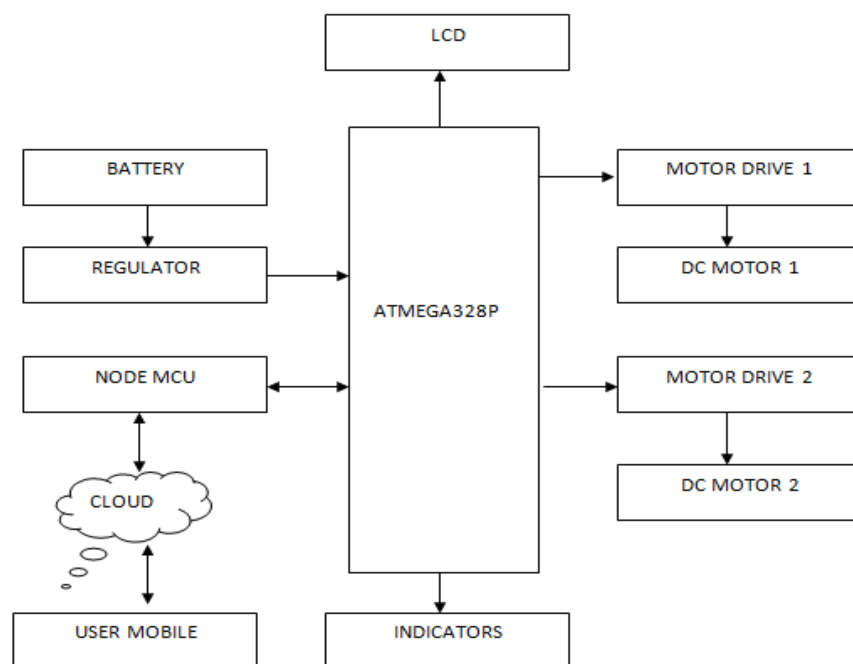 LCD
BATTERY
MOTOR DRIVE 1
REGULATOR
DC MOTOR 1
ATMEGA328P
NODE MCU
MOTOR DRIVE 2
CLOUD
DC MOTOR 2
USER MOBILE
INDICATORS